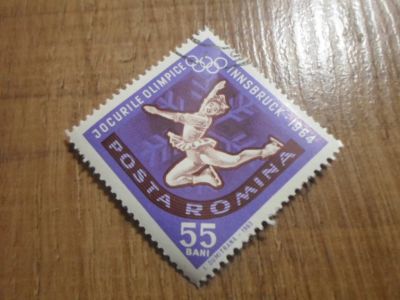 JOCURILE OLIMPICE
INNSBRUCK-1964
POSTA ROMINA
55
BANI